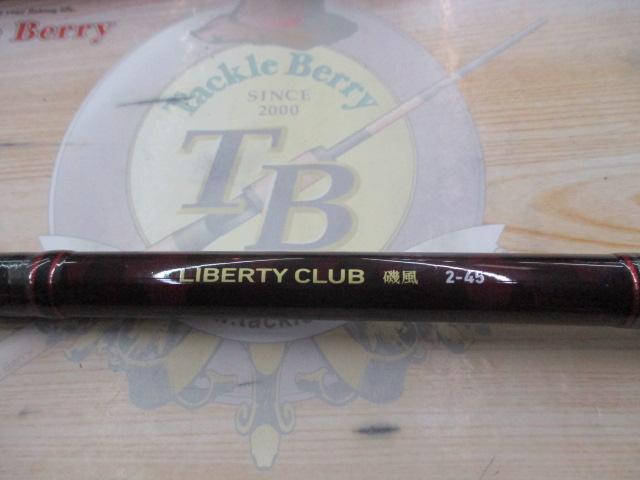 Berry
Tackle Berry
SINCE
2000
TB
LIBERTY CLUB 磯風 2-45